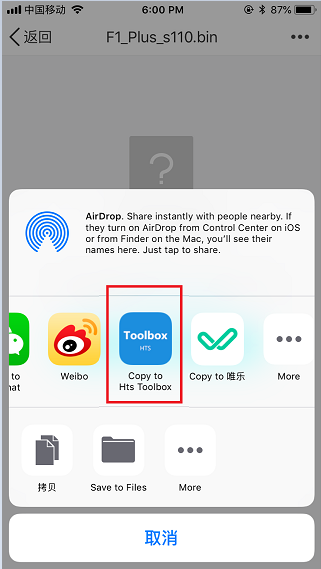 中国移动 6:00 PM 87%
返回 F1_Plus_s110.bin
?
AirDrop. Share instantly with people nearby. If
they turn on AirDrop from Control Center on iOS
or from Finder on the Mac, you'll see their
names here. Just tap to share.
Toolbox
HTS
to
hat
Weibo
Copy to
Hts Toolbox
Copy to 唯乐
More
拷贝
Save to Files
More
取消